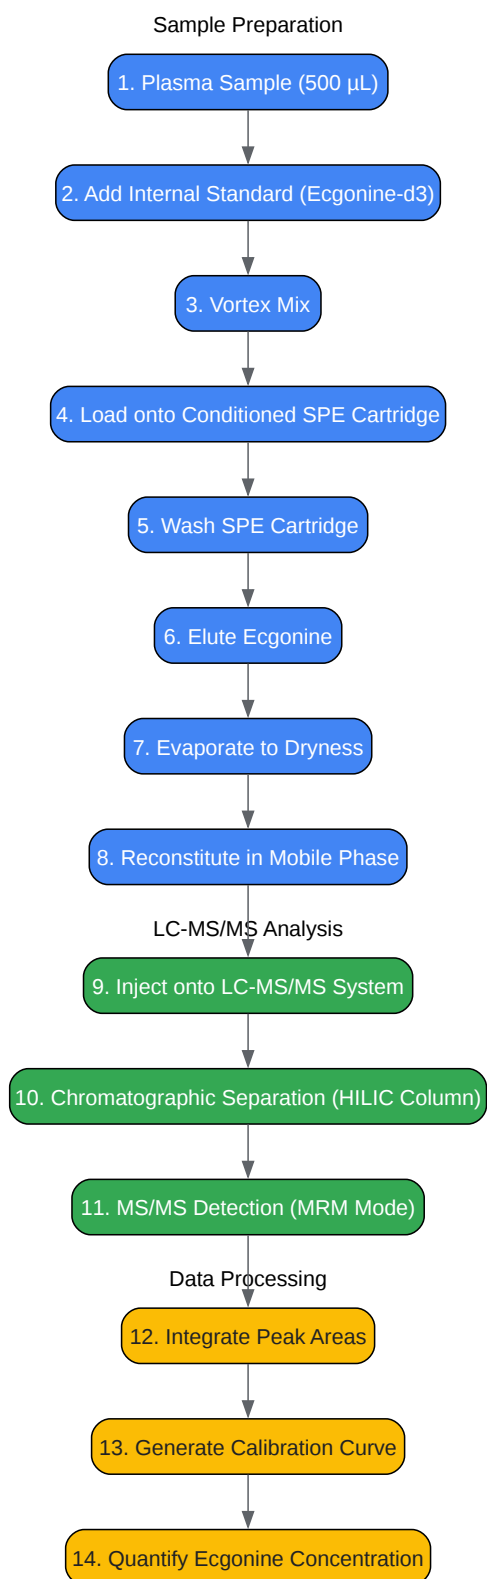 Sample Preparation
1. Plasma Sample (500 µL)
2. Add Internal Standard (Ecgonine-d3)
3. Vortex Mix
4. Load onto Conditioned SPE Cartridge
5. Wash SPE Cartridge
6. Elute Ecgonine
7. Evaporate to Dryness
8. Reconstitute in Mobile Phase
LC-MS/MS Analysis
9. Inject onto LC-MS/MS System
10. Chromatographic Separation (HILIC Column)
11. MS/MS Detection (MRM Mode)
Data Processing
12. Integrate Peak Areas
13. Generate Calibration Curve
14. Quantify Ecgonine Concentration